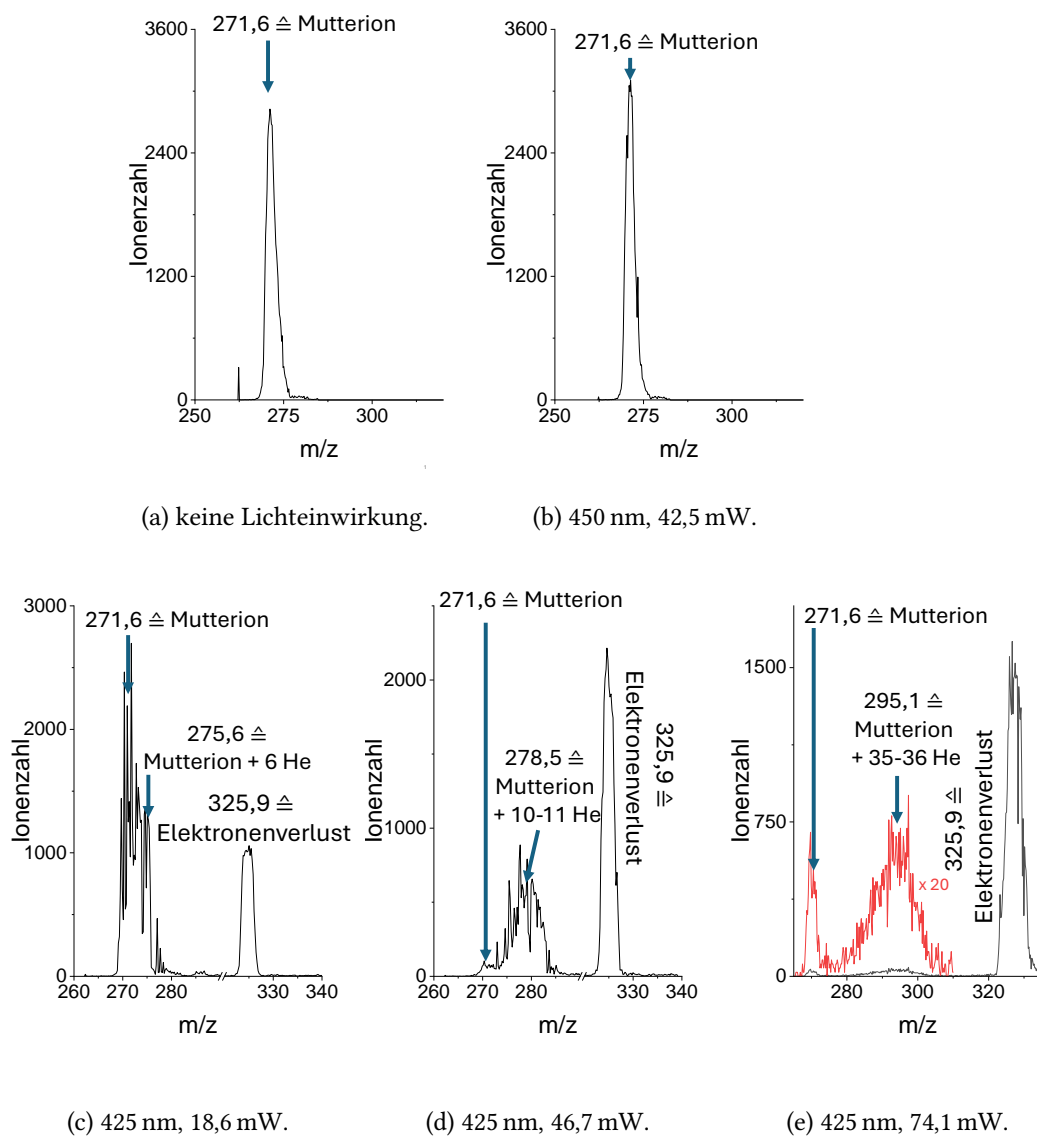 271,6 ≙ Mutterion
3600
2400
1200
0
Ionenzahl
250
275
300
m/z
(a) keine Lichteinwirkung.
271,6 ≙ Mutterion
3600
2400
1200
0
Ionenzahl
250
275
300
m/z
(b) 450 nm, 42,5 mW.
3000
2000
1000
0
Ionenzahl
271,6 ≙ Mutterion
275,6 ≙
Mutterion + 6 He
325,9 ≙
Elektronenverlust
260
270
280
330
340
m/z
(c) 425 nm, 18,6 mW.
271,6 ≙ Mutterion
2000
1000
0
Ionenzahl
278,5 ≙
Mutterion
+ 10-11 He
325,9 ≙
Elektronenverlust
260
270
280
330
340
m/z
(d) 425 nm, 46,7 mW.
271,6 ≙ Mutterion
1500
750
0
Ionenzahl
295,1 ≙
Mutterion
+ 35-36 He
x 20
325,9 ≙
Elektronenverlust
280
300
320
m/z
(e) 425 nm, 74,1 mW.